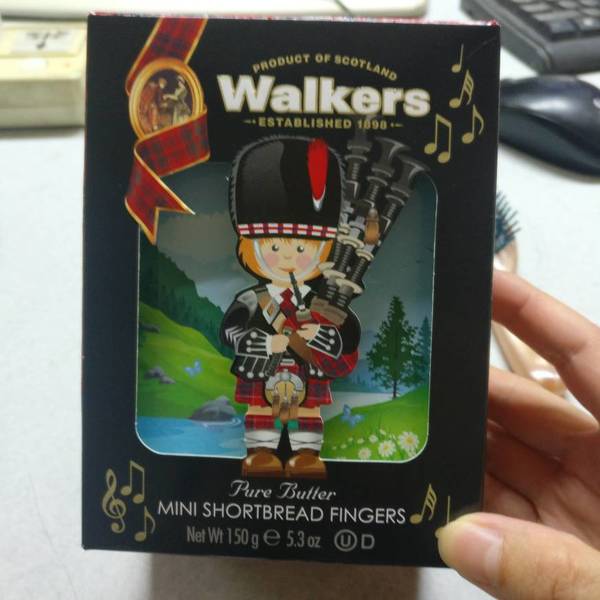 PRODUCT OF SCOTLAND
Walkers
ESTABLISHED 1898
Pure Butter
MINI SHORTBREAD FINGERS
Net Wt 150 g ℮ 5.3 oz Ⓤ D